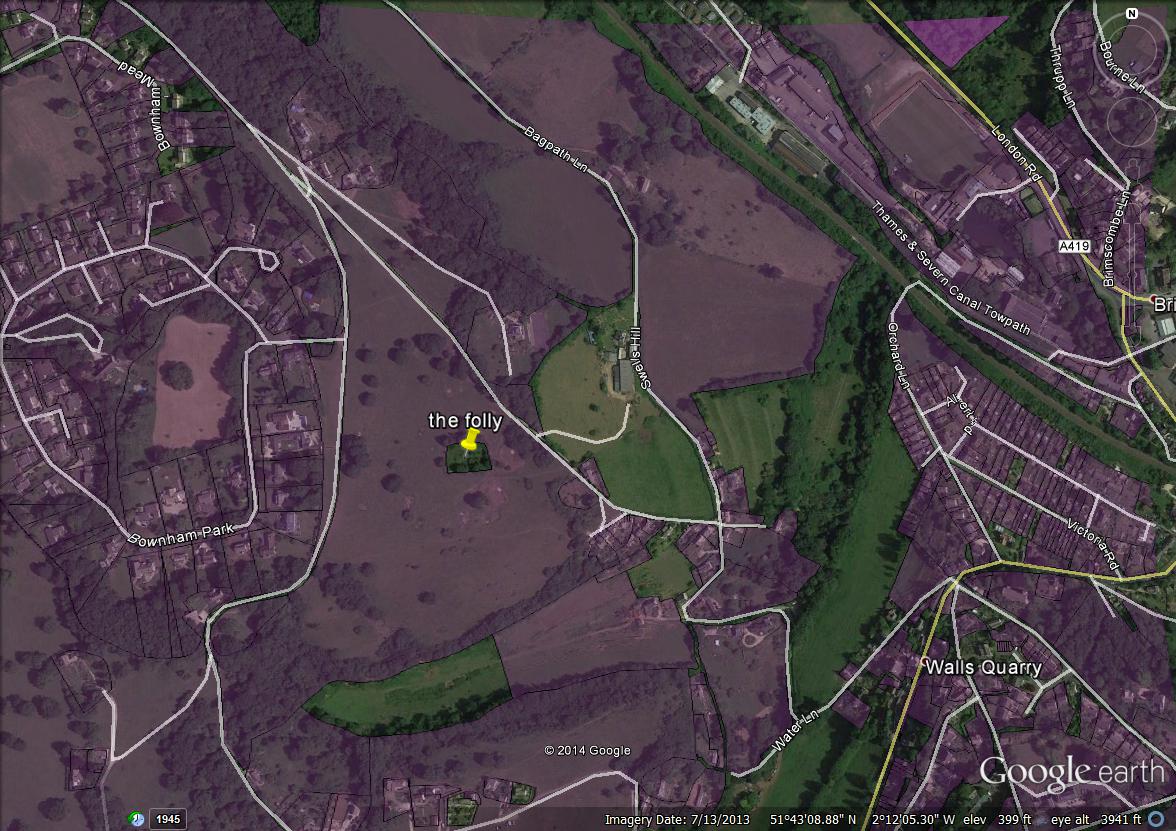 N
Bourne Ln
Thrupp Ln
Bownham Mead
Bagpath Ln
London Rd
Brimscombe Ln
A419
Thames & Severn Canal Towpath
Bri
Swells Hill
Orchard Ln
the folly
Victoria Rd
Bownham Park
Walls Quarry
Water Ln
© 2014 Google
Google earth
1945
Imagery Date: 7/13/2013 51°43'08.88" N 2°12'05.30" W elev 399 ft eye alt 3941 ft